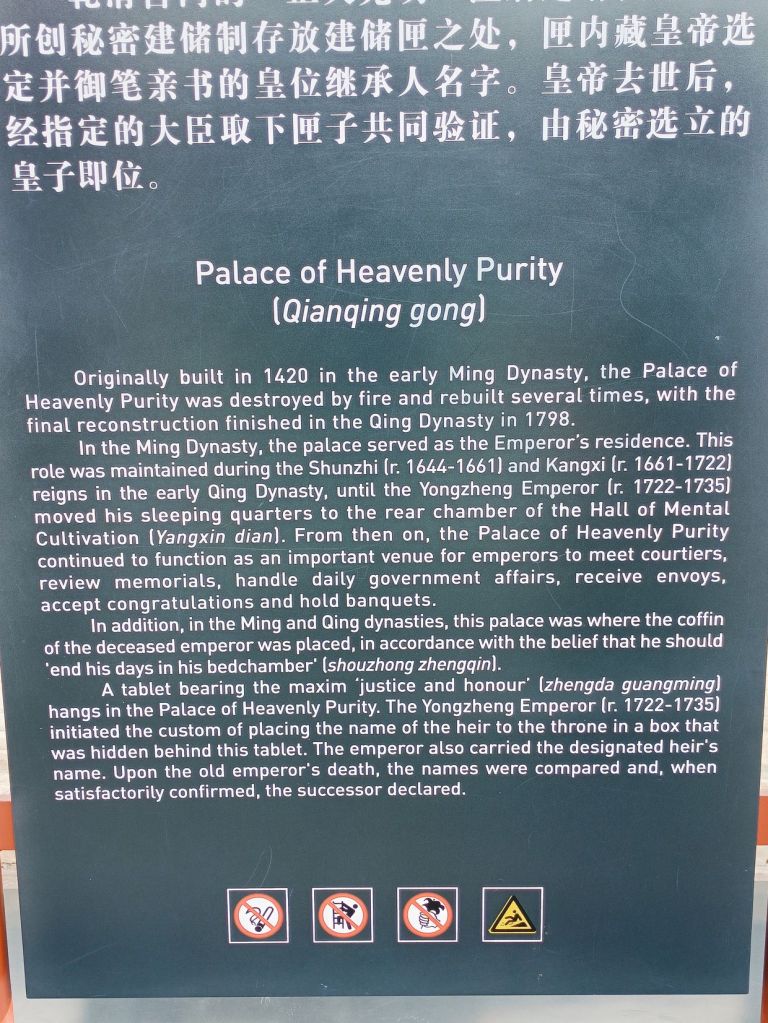 所创秘密建储制存放建储匣之处，匣内藏皇帝选
定并御笔亲书的皇位继承人名字。皇帝去世后，
经指定的大臣取下匣子共同验证，由秘密选立的
皇子即位。
Palace of Heavenly Purity
(Qianqing gong)
Originally built in 1420 in the early Ming Dynasty, the Palace of
Heavenly Purity was destroyed by fire and rebuilt several times, with the
final reconstruction finished in the Qing Dynasty in 1798.
In the Ming Dynasty, the palace served as the Emperor's residence. This
role was maintained during the Shunzhi (r. 1644-1661) and Kangxi (r. 1661-1722)
reigns in the early Qing Dynasty, until the Yongzheng Emperor (r. 1722-1735)
moved his sleeping quarters to the rear chamber of the Hall of Mental
Cultivation (Yangxin dian). From then on, the Palace of Heavenly Purity
continued to function as an important venue for emperors to meet courtiers,
review memorials, handle daily government affairs, receive envoys,
accept congratulations and hold banquets.
In addition, in the Ming and Qing dynasties, this palace was where the coffin
of the deceased emperor was placed, in accordance with the belief that he should
'end his days in his bedchamber' (shouzhong zhengqin).
A tablet bearing the maxim 'justice and honour' (zhengda guangming)
hangs in the Palace of Heavenly Purity. The Yongzheng Emperor (r. 1722-1735)
initiated the custom of placing the name of the heir to the throne in a box that
was hidden behind this tablet. The emperor also carried the designated heir's
name. Upon the old emperor's death, the names were compared and, when
satisfactorily confirmed, the successor declared.